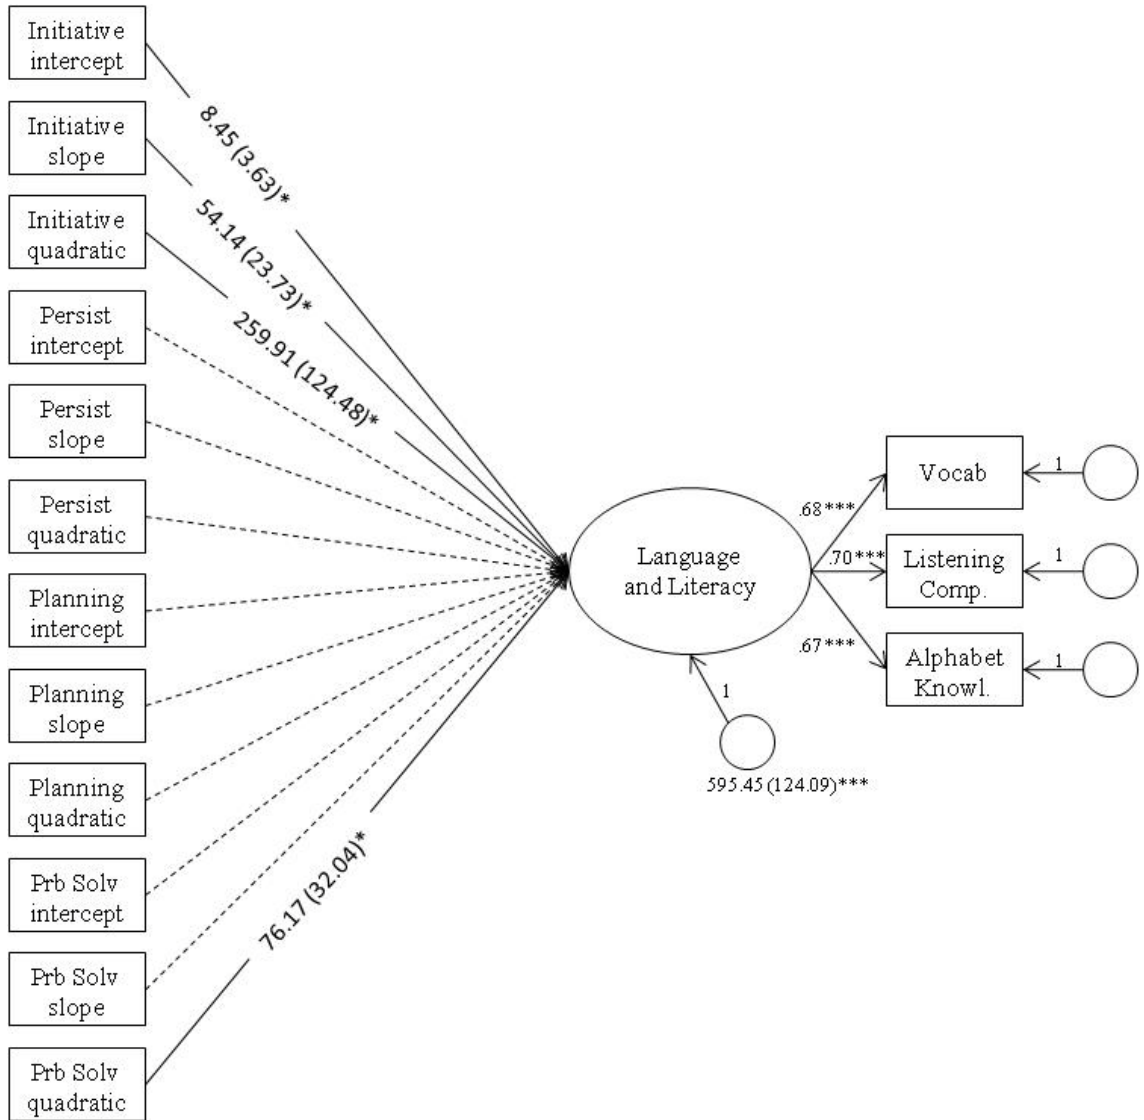 Initiative
intercept
Initiative
slope
Initiative
quadratic
Persist
intercept
Persist
slope
Persist
quadratic
Planning
intercept
Planning
slope
Planning
quadratic
Prb Solv
intercept
Prb Solv
slope
Prb Solv
quadratic
8.45 (3.63)*
54.14 (23.73)*
259.91 (124.48)*
76.17 (32.04)*
Language
and Literacy
1
595.45 (124.09)***
.68***
.70***
.67***
Vocab
1
Listening
Comp.
1
Alphabet
Knowl.
1